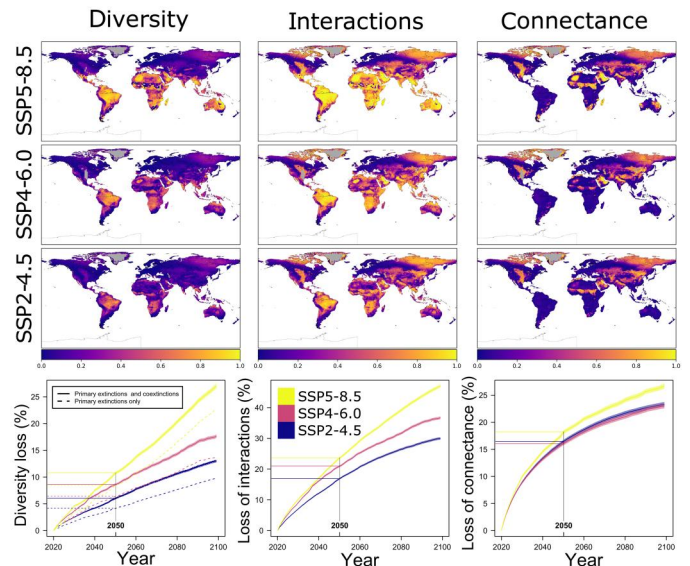 Diversity Interactions Connectance
SSP5-8.5
SSP4-6.0
SSP2-4.5
0.0 0.2 0.4 0.6 0.8 1.0 0.0 0.2 0.4 0.6 0.8 1.0 0.0 0.2 0.4 0.6 0.8 1.0
Diversity loss (%)
0 5 10 15 20 25
Primary extinctions and coextinctions
Primary extinctions only
2050
2020 2040 2060 2080 2100
Year
Loss of interactions (%)
0 10 20 30 40
SSP5-8.5
SSP4-6.0
SSP2-4.5
2050
2020 2040 2060 2080 2100
Year
Loss of connectance (%)
0 5 10 15 20 25
2050
2020 2040 2060 2080 2100
Year